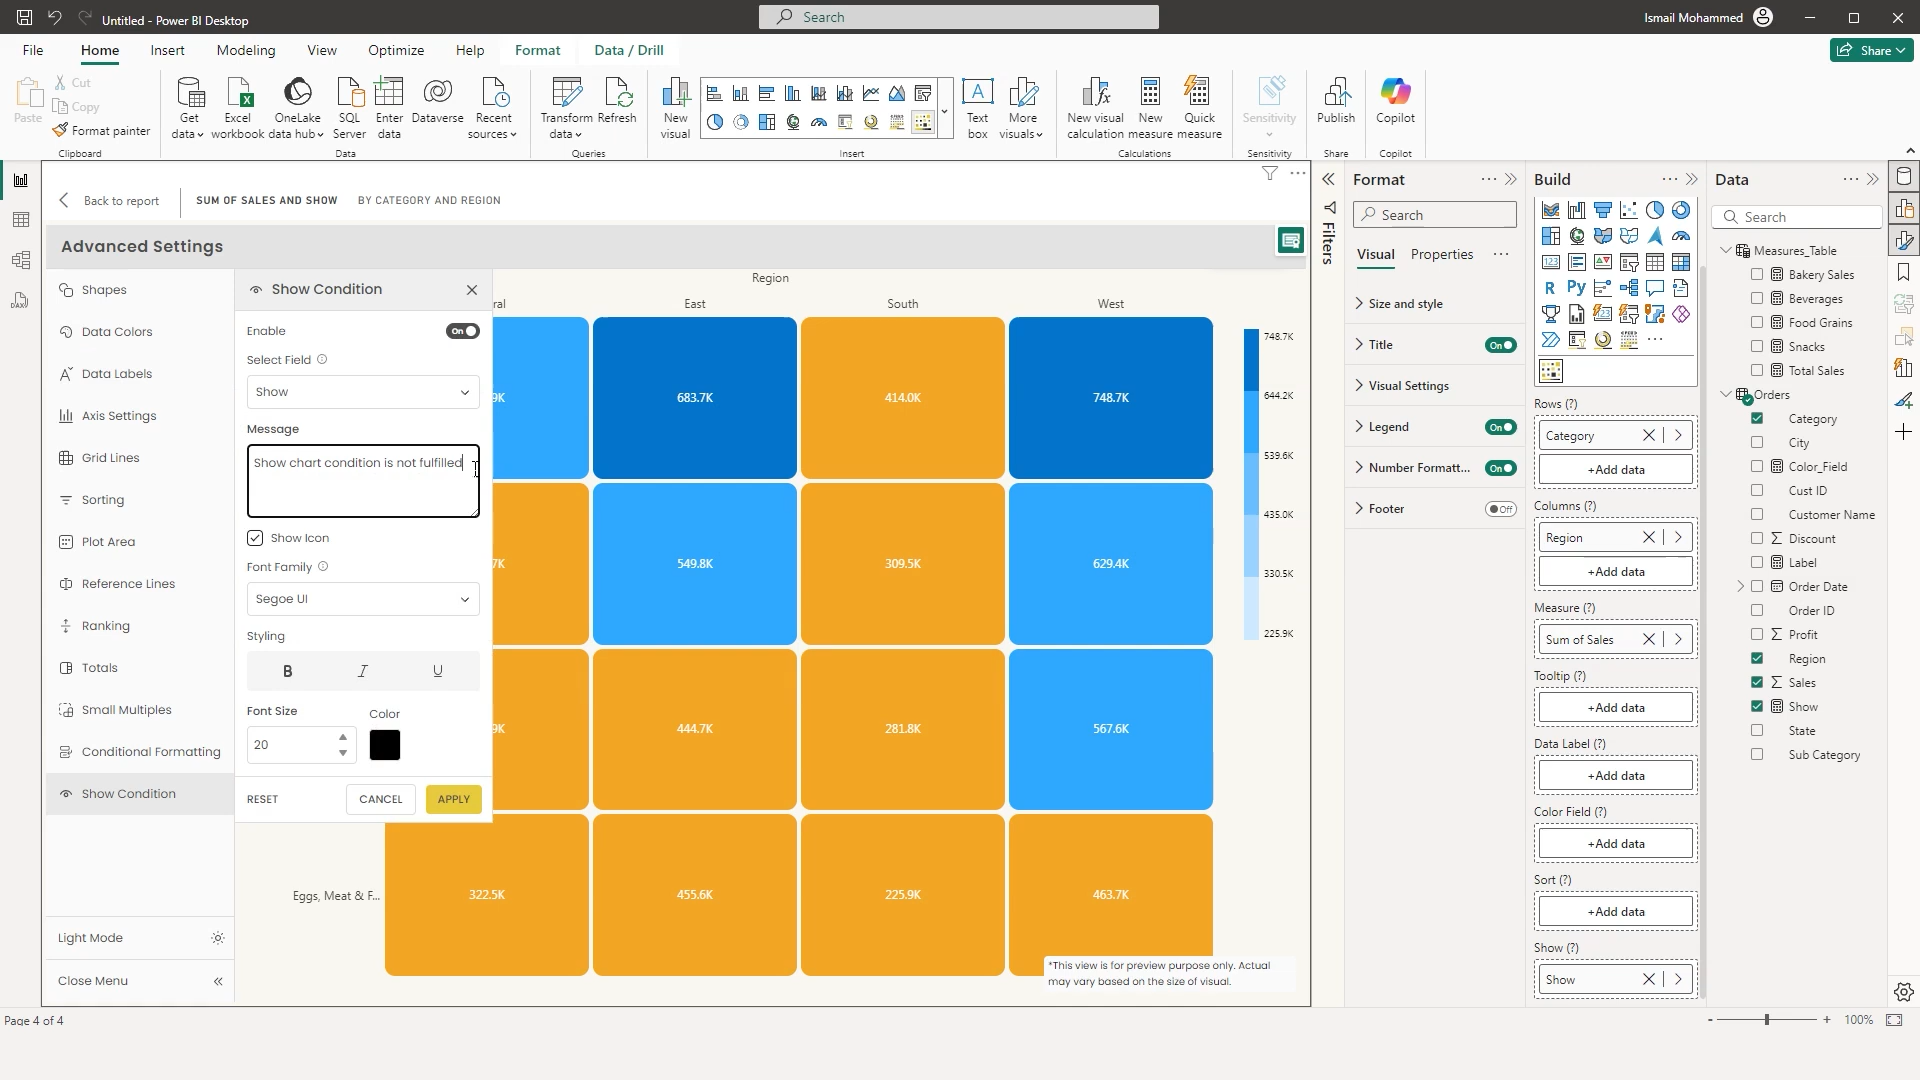 Untitled - Power BI Desktop
Search
Ismail Mohammed
File Home Insert Modeling View Optimize Help Format Data / Drill
Share
Paste
Cut
Copy
Format painter
Clipboard
Get data
Excel workbook
OneLake data hub
SQL Server
Enter data
Dataverse
Recent sources
Data
Transform data
Refresh
Queries
New visual
Text box
More visuals
Insert
New visual calculation
New measure
Quick measure
Calculations
Sensitivity
Sensitivity
Publish
Share
Copilot
Copilot
Back to report
SUM OF SALES AND SHOW BY CATEGORY AND REGION
Advanced Settings
Shapes
Data Colors
Data Labels
Axis Settings
Grid Lines
Sorting
Plot Area
Reference Lines
Ranking
Totals
Small Multiples
Conditional Formatting
Show Condition
Light Mode
Close Menu
Show Condition
Enable
On
Select Field
Show
Message
Show chart condition is not fulfilled
Show Icon
Font Family
Segoe UI
Styling
B I U
Font Size
Color
20
RESET CANCEL APPLY
Region
ral East South West
9K 683.7K 414.0K 748.7K
7K 549.8K 309.5K 629.4K
9K 444.7K 281.8K 567.6K
Eggs, Meat & F... 322.5K 455.6K 225.9K 463.7K
748.7K
644.2K
539.6K
435.0K
330.5K
225.9K
*This view is for preview purpose only. Actual
may vary based on the size of visual.
Filters
Format
Search
Visual Properties
Size and style
Title On
Visual Settings
Legend On
Number Formatt... On
Footer Off
Build
R Py
123
Rows (?)
Category
+Add data
Columns (?)
Region
+Add data
Measure (?)
Sum of Sales
Tooltip (?)
+Add data
Data Label (?)
+Add data
Color Field (?)
+Add data
Sort (?)
+Add data
Show (?)
Show
Data
Search
Measures_Table
Bakery Sales
Beverages
Food Grains
Snacks
Total Sales
Orders
Category
City
Color_Field
Cust ID
Customer Name
Discount
Label
Order Date
Order ID
Profit
Region
Sales
Show
State
Sub Category
DAX
Page 4 of 4
- + 100%